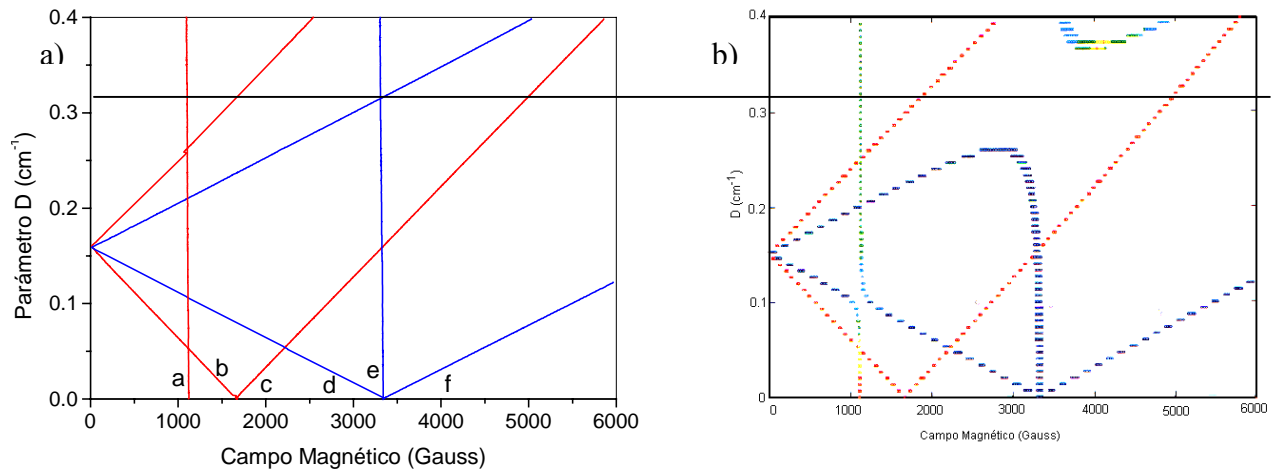 a)
Parámetro D (cm-1)
0.4
0.3
0.2
0.1
0.0
a
b
c
d
e
f
0 1000 2000 3000 4000 5000 6000
Campo Magnético (Gauss)
b)
D (cm-1)
0.4
0.3
0.2
0.1
0
0 1000 2000 3000 4000 5000 6000
Campo Magnético (Gauss)